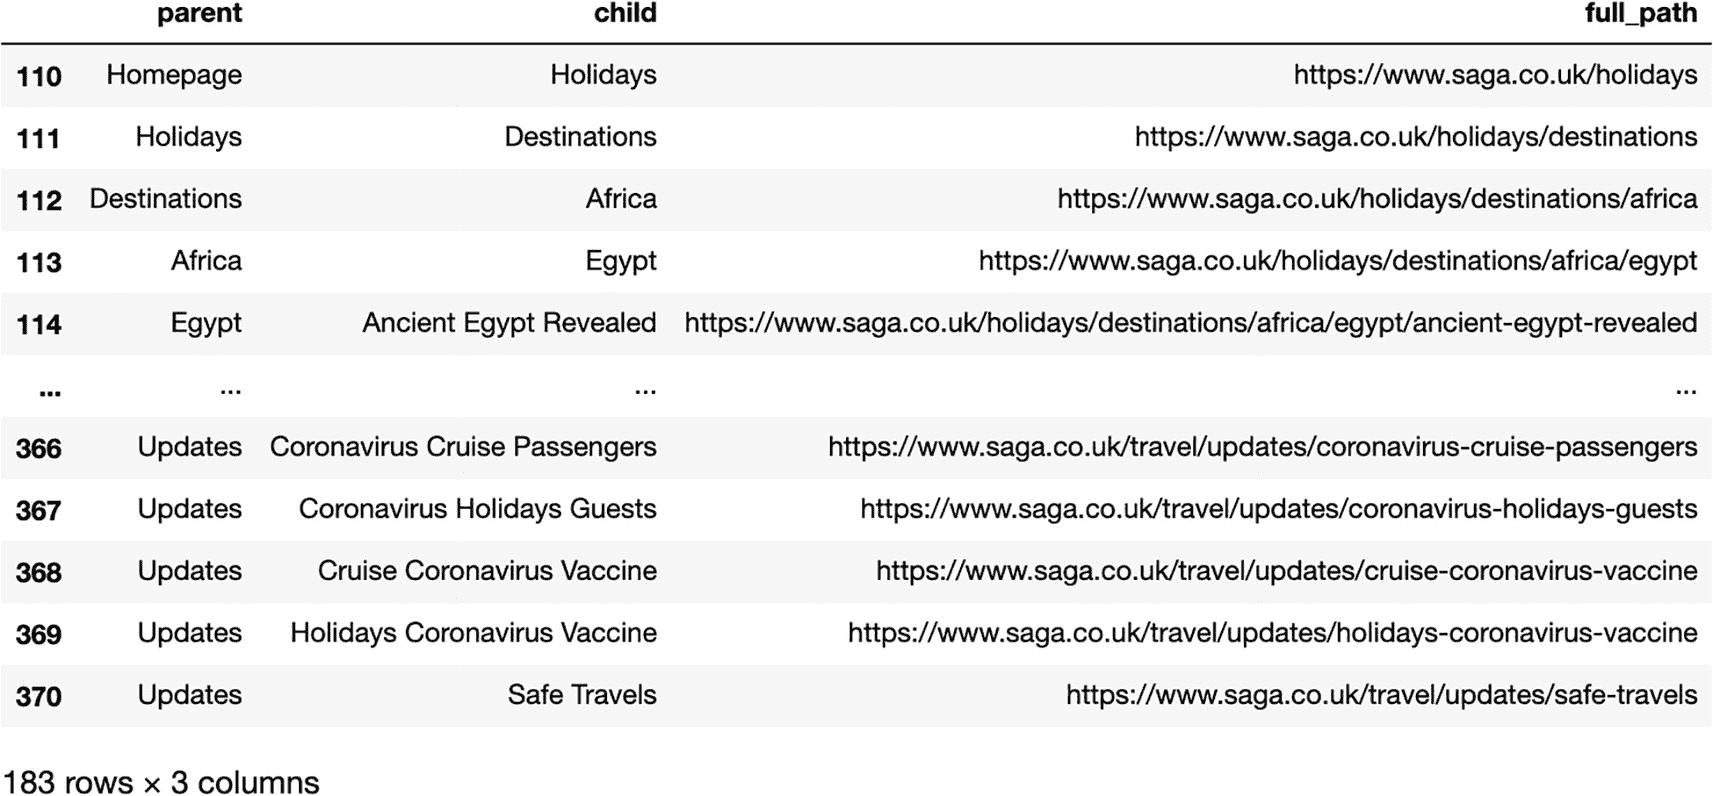 parent child full_path
110 Homepage Holidays https://www.saga.co.uk/holidays
111 Holidays Destinations https://www.saga.co.uk/holidays/destinations
112 Destinations Africa https://www.saga.co.uk/holidays/destinations/africa
113 Africa Egypt https://www.saga.co.uk/holidays/destinations/africa/egypt
114 Egypt Ancient Egypt Revealed https://www.saga.co.uk/holidays/destinations/africa/egypt/ancient-egypt-revealed
... ... ... ...
366 Updates Coronavirus Cruise Passengers https://www.saga.co.uk/travel/updates/coronavirus-cruise-passengers
367 Updates Coronavirus Holidays Guests https://www.saga.co.uk/travel/updates/coronavirus-holidays-guests
368 Updates Cruise Coronavirus Vaccine https://www.saga.co.uk/travel/updates/cruise-coronavirus-vaccine
369 Updates Holidays Coronavirus Vaccine https://www.saga.co.uk/travel/updates/holidays-coronavirus-vaccine
370 Updates Safe Travels https://www.saga.co.uk/travel/updates/safe-travels
183 rows × 3 columns